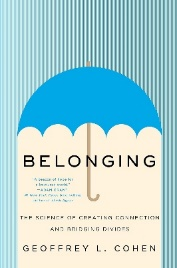 BELONGING
THE SCIENCE OF CREATING CONNECTION
AND BRIDGING DIVIDES
GEOFFREY L. COHEN